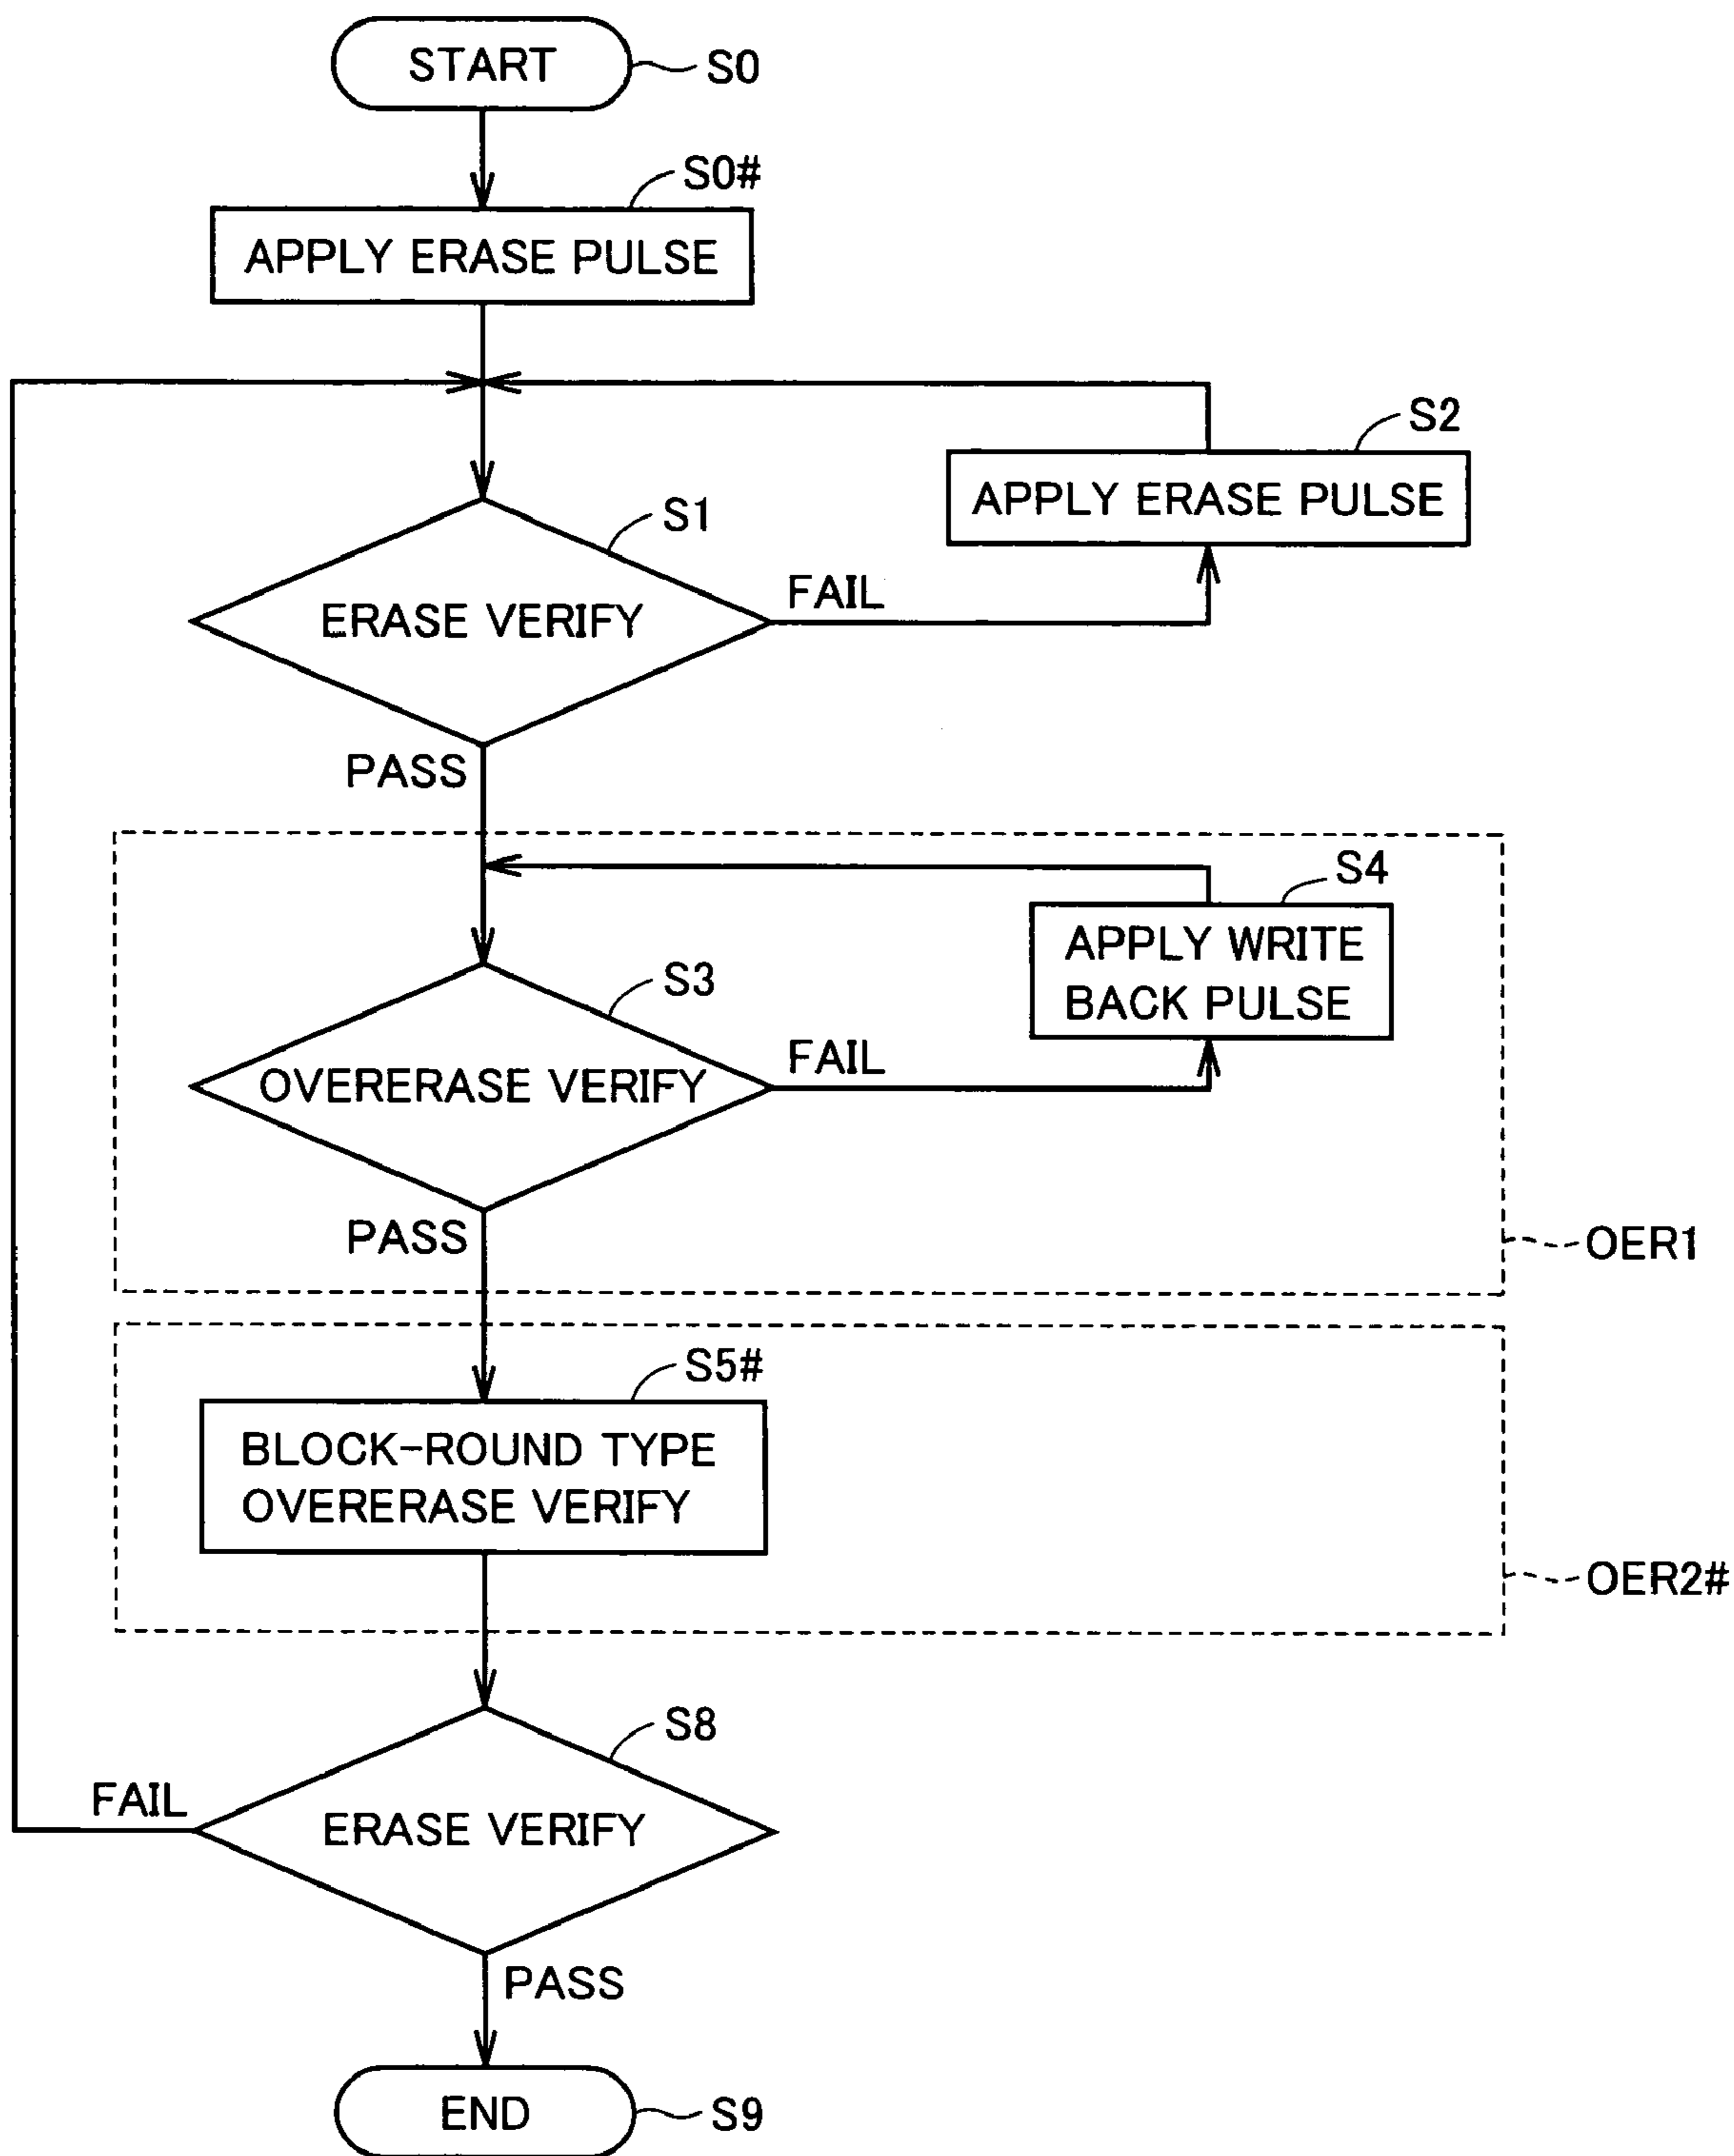 START
S0
S0#
APPLY ERASE PULSE
S2
APPLY ERASE PULSE
S1
ERASE VERIFY
FAIL
PASS
S4
APPLY WRITE
BACK PULSE
S3
OVERERASE VERIFY
FAIL
PASS
OER1
S5#
BLOCK-ROUND TYPE
OVERERASE VERIFY
OER2#
S8
FAIL
ERASE VERIFY
PASS
END
S9